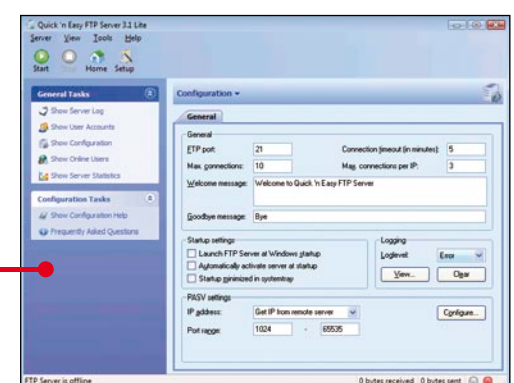 Quick 'n Easy FTP Server 3.1 Lite
Server View Tools Help
Start Stop Home Setup
General Tasks
Show Server Log
Show User Accounts
Show Configuration
Show Online Users
Show Server Statistics
Configuration Tasks
Show Configuration Help
Frequently Asked Questions
Configuration
General
General
FTP port: 21 Connection timeout (in minutes): 5
Max. connections: 10 Max. connections per IP: 3
Welcome message: Welcome to Quick 'n Easy FTP Server
Goodbye message: Bye
Startup settings
Launch FTP Server at Windows startup
Automatically activate server at startup
Startup minimized in systemtray
Logging
Loglevel: Error
View... Clear
PASV settings
IP address: Get IP from remote server Configure...
Port range: 1024 - 65535
FTP Server is offline 0 bytes received 0 bytes sent